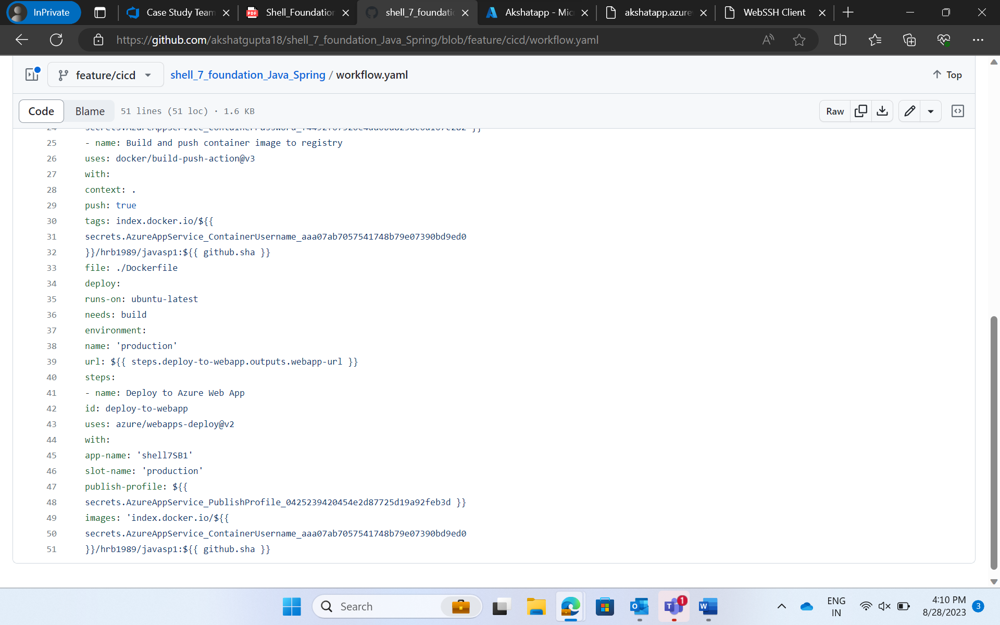 InPrivate
Case Study Team
Shell_Foundation
shell_7_foundati
Akshatapp - Mic
akshatapp.azure
WebSSH Client
https://github.com/akshatgupta18/shell_7_foundation_Java_Spring/blob/feature/cicd/workflow.yaml
feature/cicd
shell_7_foundation_Java_Spring / workflow.yaml
Top
Code
Blame
51 lines (51 loc) · 1.6 KB
Raw
25 - name: Build and push container image to registry
26 uses: docker/build-push-action@v3
27 with:
28 context: .
29 push: true
30 tags: index.docker.io/${{
31 secrets.AzureAppService_ContainerUsername_aaa07ab7057541748b79e07390bd9ed0
32 }}/hrb1989/javasp1:${{ github.sha }}
33 file: ./Dockerfile
34 deploy:
35 runs-on: ubuntu-latest
36 needs: build
37 environment:
38 name: 'production'
39 url: ${{ steps.deploy-to-webapp.outputs.webapp-url }}
40 steps:
41 - name: Deploy to Azure Web App
42 id: deploy-to-webapp
43 uses: azure/webapps-deploy@v2
44 with:
45 app-name: 'shell7SB1'
46 slot-name: 'production'
47 publish-profile: ${{
48 secrets.AzureAppService_PublishProfile_0425239420454e2d87725d19a92feb3d }}
49 images: 'index.docker.io/${{
50 secrets.AzureAppService_ContainerUsername_aaa07ab7057541748b79e07390bd9ed0
51 }}/hrb1989/javasp1:${{ github.sha }}
Search
1
ENG
IN
4:10 PM
8/28/2023
3